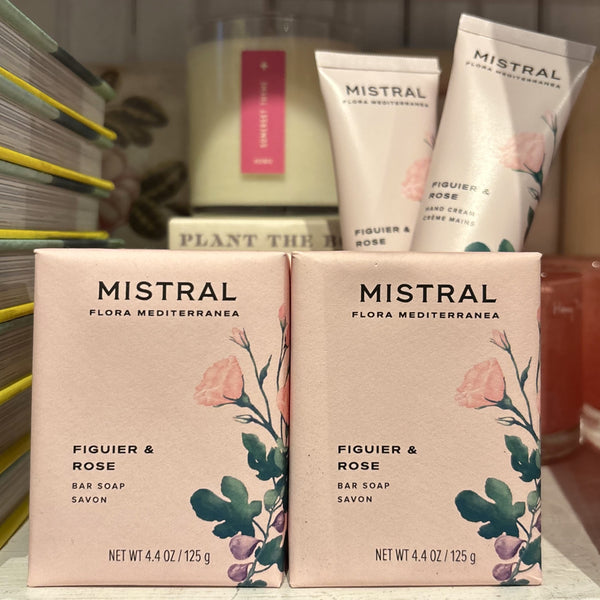 MISTRAL
FLORA MEDITERRANEA
FIGUIER &
ROSE
MISTRAL
FLORA MEDITERRANEA
FIGUIER &
ROSE
HAND CREAM
CRÈME MAINS
PLANT THE
MISTRAL
FLORA MEDITERRANEA
FIGUIER &
ROSE
BAR SOAP
SAVON
NET WT 4.4 OZ / 125 g
MISTRAL
FLORA MEDITERRANEA
FIGUIER &
ROSE
BAR SOAP
SAVON
NET WT 4.4 OZ / 125 g